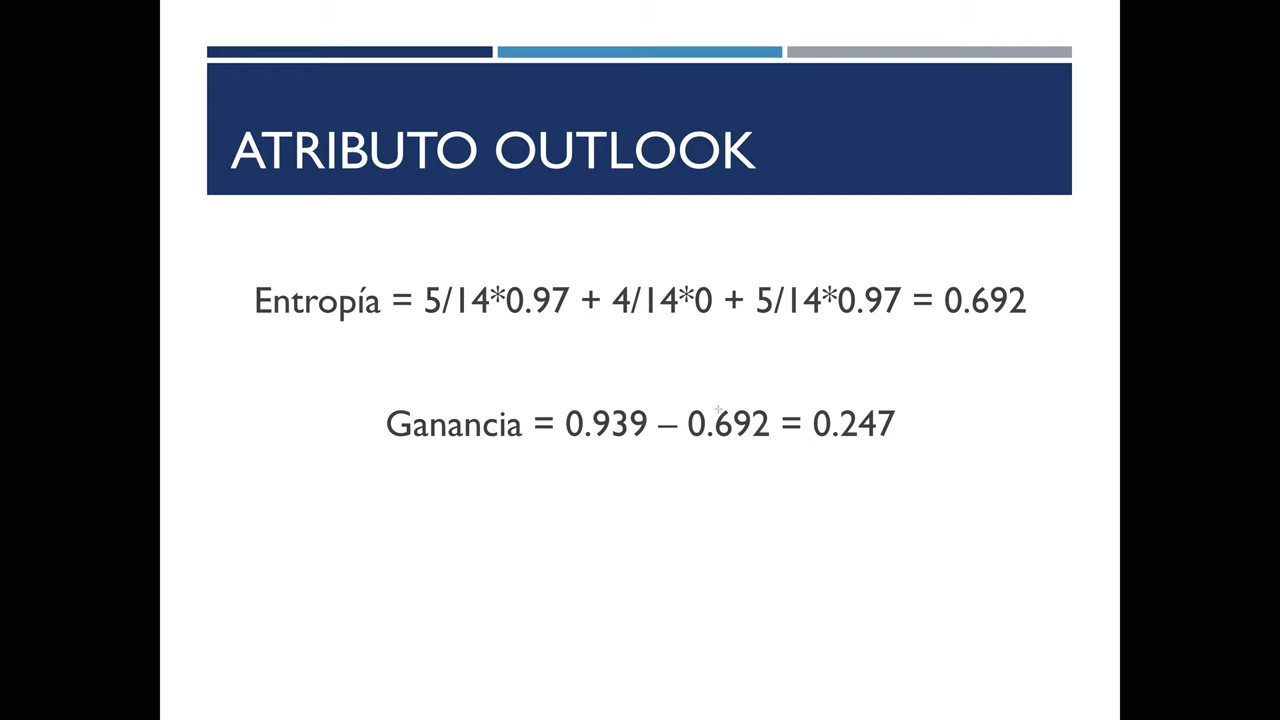 ATRIBUTO OUTLOOK
Entropía = 5/14*0.97 + 4/14*0 + 5/14*0.97 = 0.692
Ganancia = 0.939 – 0.692 = 0.247